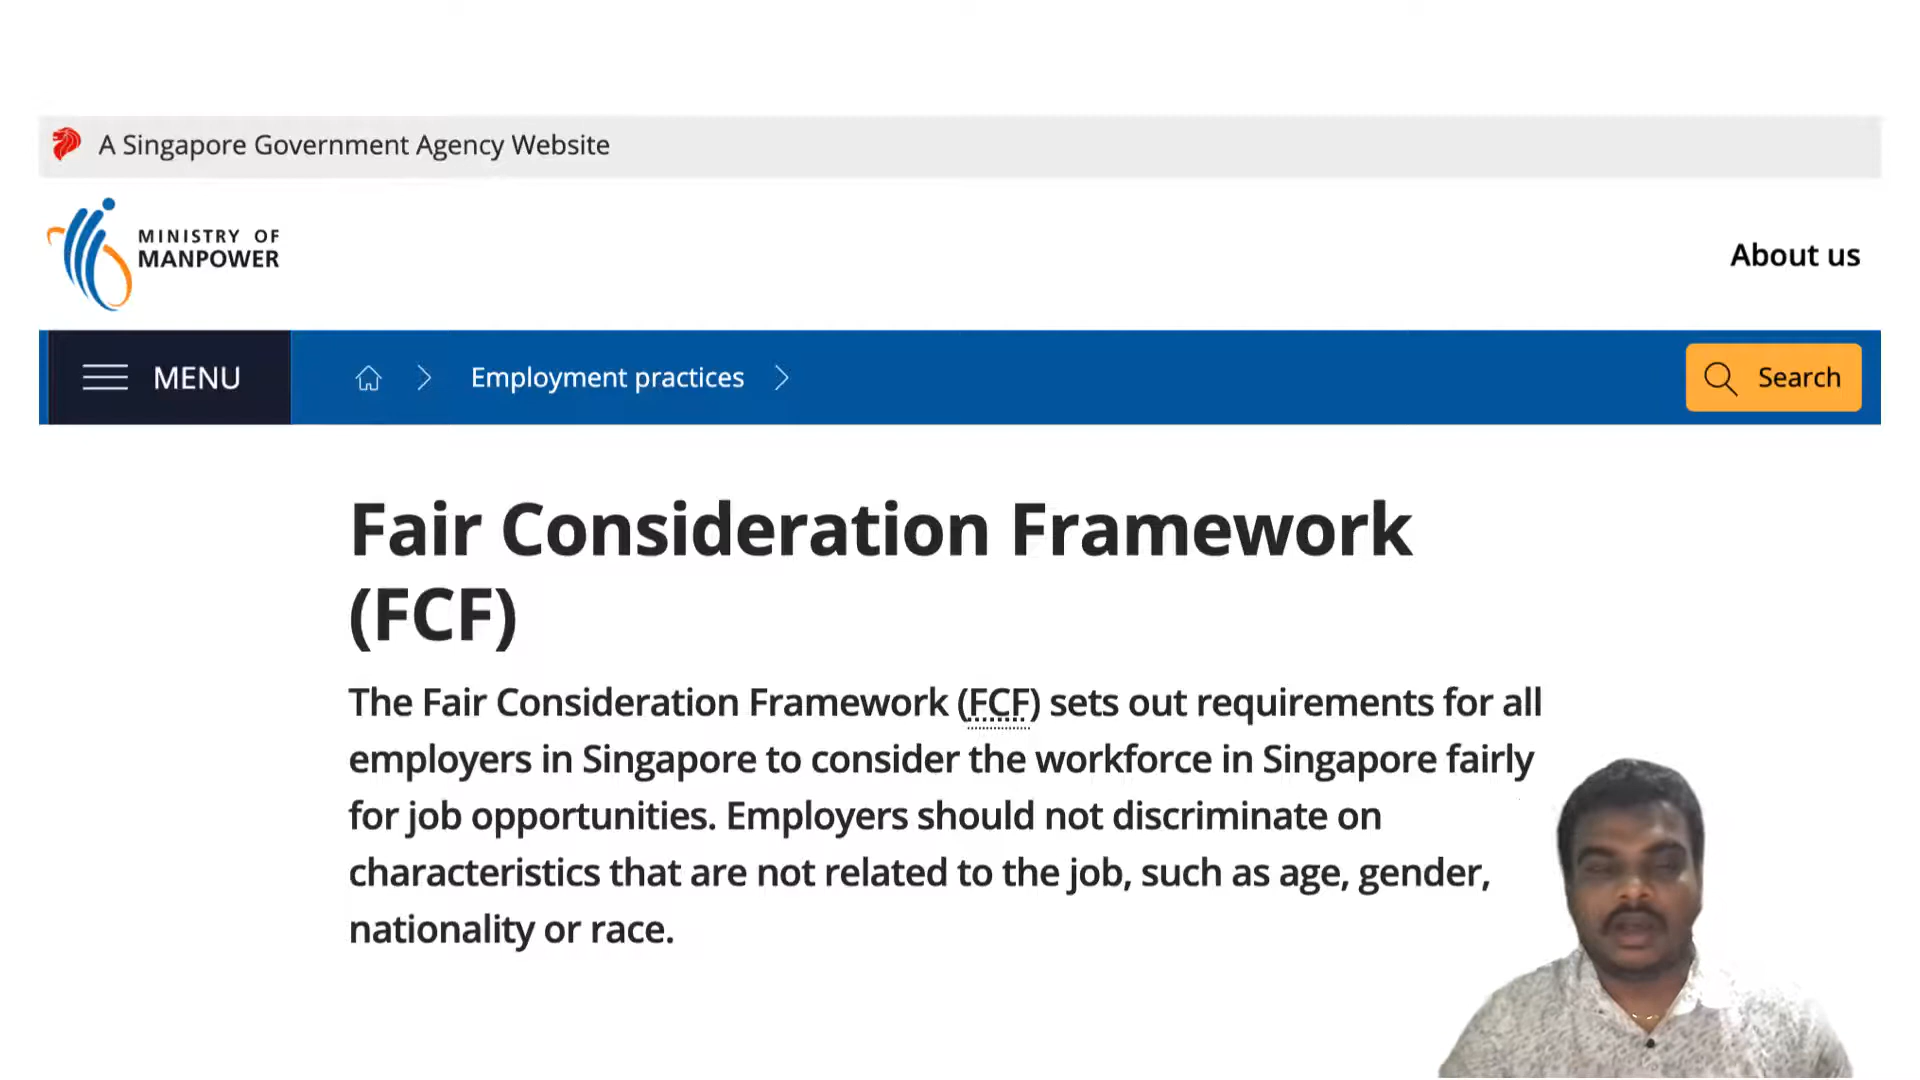 A Singapore Government Agency Website
MINISTRY OF
MANPOWER
About us
MENU
Employment practices
Search
Fair Consideration Framework
(FCF)
The Fair Consideration Framework (FCF) sets out requirements for all
employers in Singapore to consider the workforce in Singapore fairly
for job opportunities. Employers should not discriminate on
characteristics that are not related to the job, such as age, gender,
nationality or race.